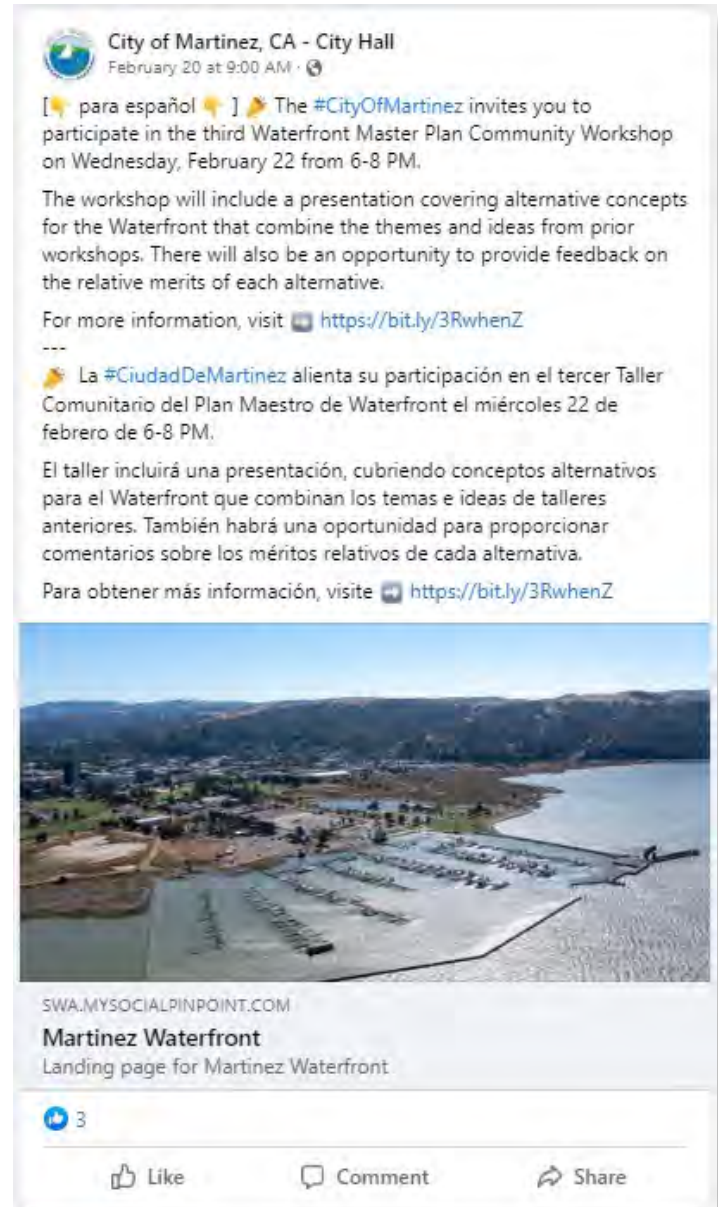 City of Martinez, CA - City Hall
February 20 at 9:00 AM ·
[👇 para español 👇 ] 🎉 The #CityOfMartinez invites you to
participate in the third Waterfront Master Plan Community Workshop
on Wednesday, February 22 from 6-8 PM.
The workshop will include a presentation covering alternative concepts
for the Waterfront that combine the themes and ideas from prior
workshops. There will also be an opportunity to provide feedback on
the relative merits of each alternative.
For more information, visit ➡️ https://bit.ly/3RwhenZ
---
🎉 La #CiudadDeMartinez alienta su participación en el tercer Taller
Comunitario del Plan Maestro de Waterfront el miércoles 22 de
febrero de 6-8 PM.
El taller incluirá una presentación, cubriendo conceptos alternativos
para el Waterfront que combinan los temas e ideas de talleres
anteriores. También habrá una oportunidad para proporcionar
comentarios sobre los méritos relativos de cada alternativa.
Para obtener más información, visite ➡️ https://bit.ly/3RwhenZ
SWA.MYSOCIALPINPOINT.COM
Martinez Waterfront
Landing page for Martinez Waterfront
3
Like Comment Share